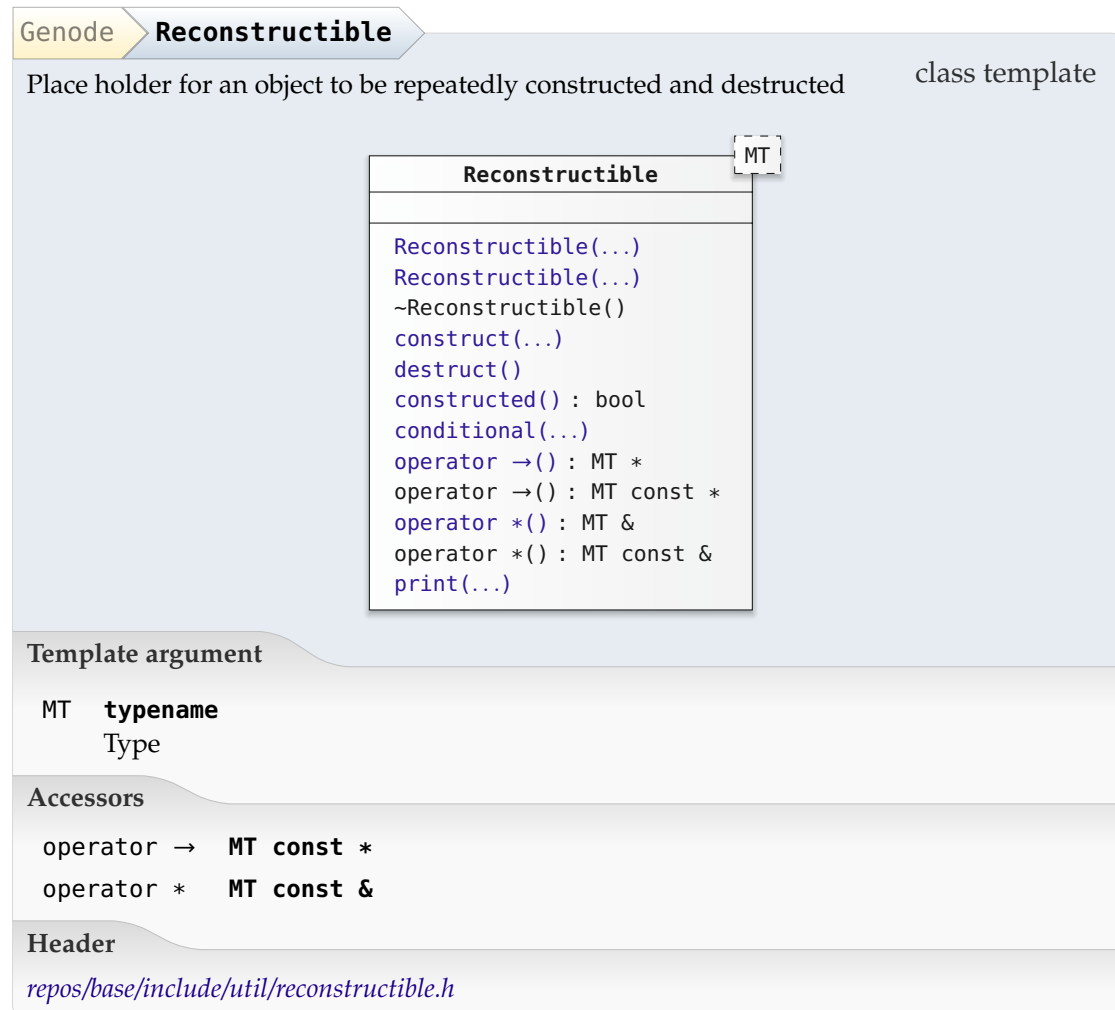 Genode Reconstructible
Place holder for an object to be repeatedly constructed and destructed
class template
MT
Reconstructible
Reconstructible(...)
Reconstructible(...)
~Reconstructible()
construct(...)
destruct()
constructed() : bool
conditional(...)
operator →() : MT *
operator →() : MT const *
operator *() : MT &
operator *() : MT const &
print(...)
Template argument
MT typename
Type
Accessors
operator → MT const *
operator * MT const &
Header
repos/base/include/util/reconstructible.h